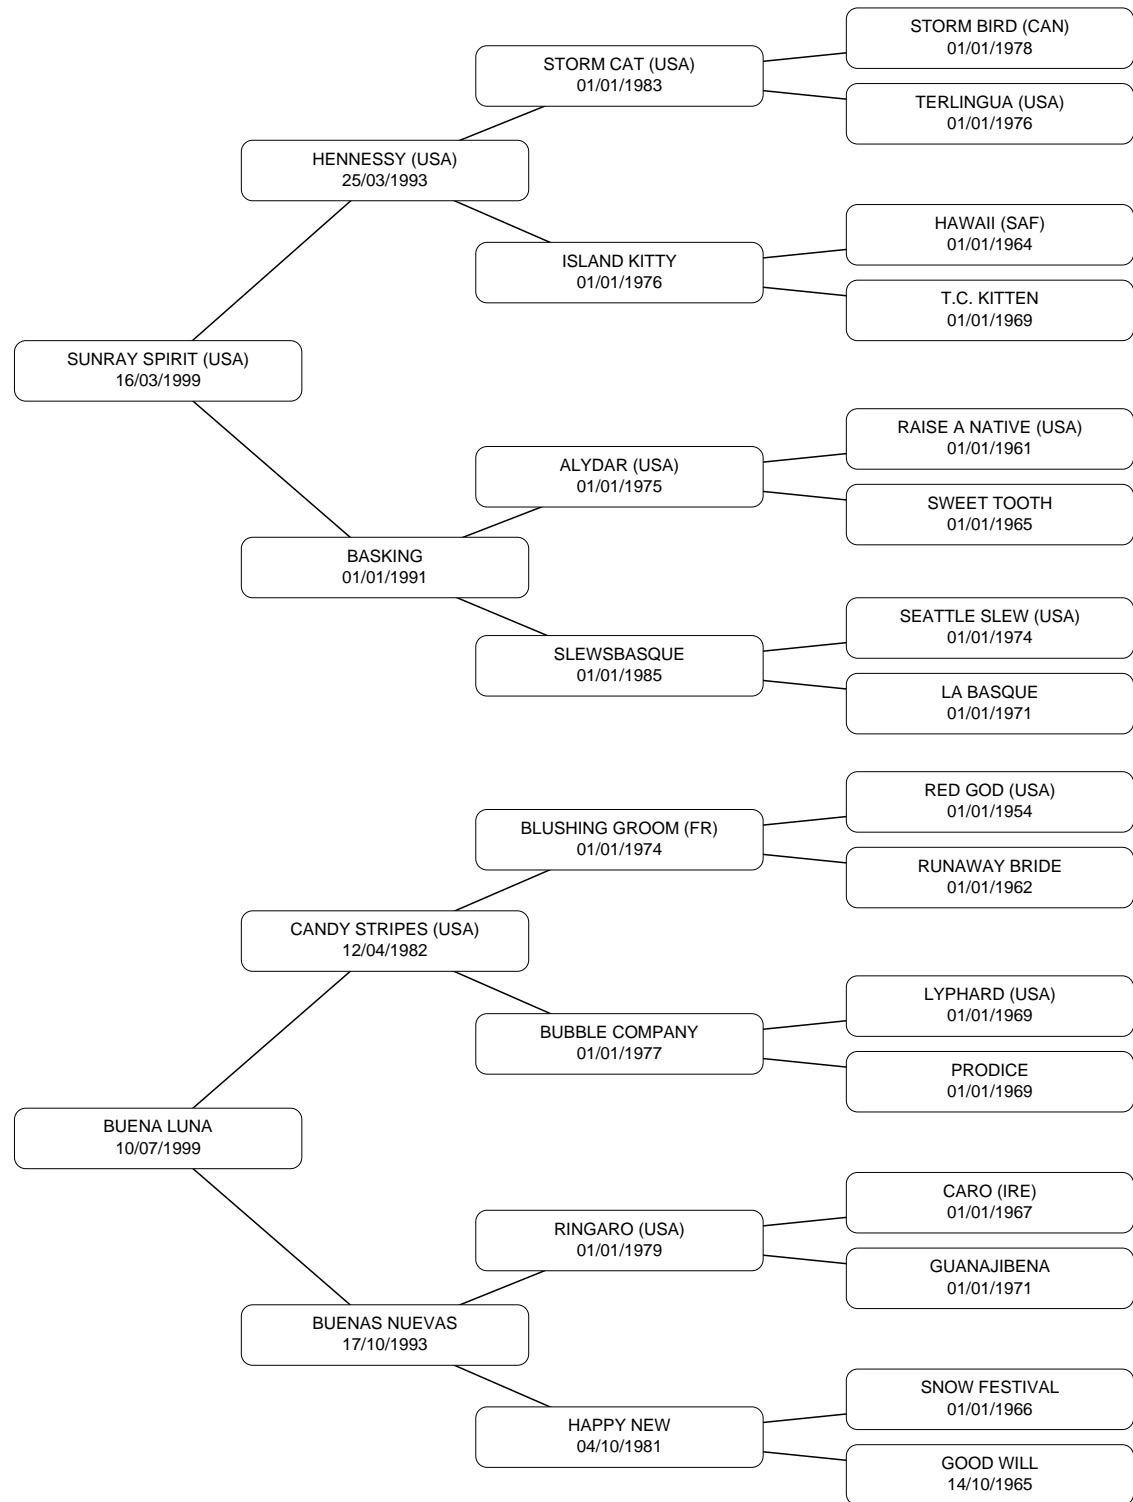 STORM BIRD (CAN)
01/01/1978
STORM CAT (USA)
01/01/1983
TERLINGUA (USA)
01/01/1976
HENNESSY (USA)
25/03/1993
HAWAII (SAF)
01/01/1964
ISLAND KITTY
01/01/1976
T.C. KITTEN
01/01/1969
SUNRAY SPIRIT (USA)
16/03/1999
RAISE A NATIVE (USA)
01/01/1961
ALYDAR (USA)
01/01/1975
SWEET TOOTH
01/01/1965
BASKING
01/01/1991
SEATTLE SLEW (USA)
01/01/1974
SLEWSBASQUE
01/01/1985
LA BASQUE
01/01/1971
RED GOD (USA)
01/01/1954
BLUSHING GROOM (FR)
01/01/1974
RUNAWAY BRIDE
01/01/1962
CANDY STRIPES (USA)
12/04/1982
LYPHARD (USA)
01/01/1969
BUBBLE COMPANY
01/01/1977
PRODICE
01/01/1969
BUENA LUNA
10/07/1999
CARO (IRE)
01/01/1967
RINGARO (USA)
01/01/1979
GUANAJIBENA
01/01/1971
BUENAS NUEVAS
17/10/1993
SNOW FESTIVAL
01/01/1966
HAPPY NEW
04/10/1981
GOOD WILL
14/10/1965